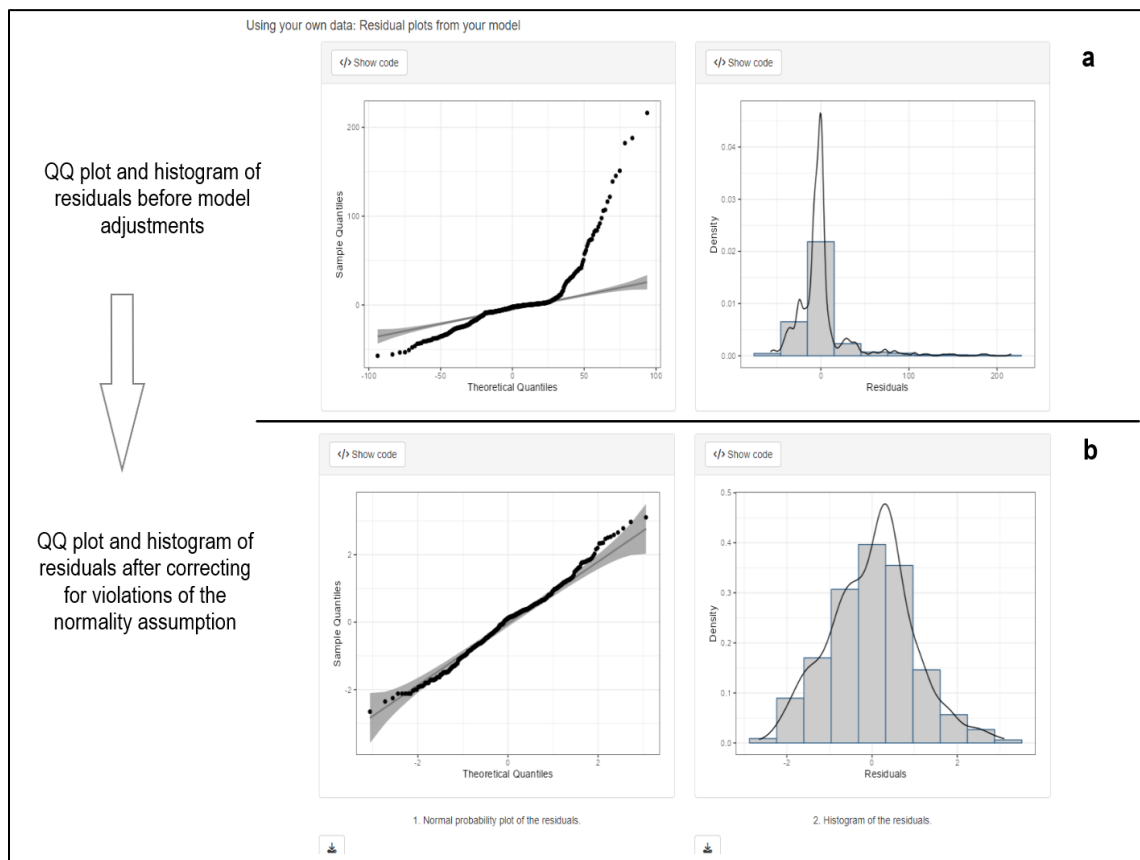 Using your own data: Residual plots from your model
</> Show code
</> Show code
a
QQ plot and histogram of
residuals before model
adjustments
200
100
0
Sample Quantiles
-100
-50
0
50
100
Theoretical Quantiles
0.04
0.03
0.02
0.01
0.00
Density
0
100
200
Residuals
</> Show code
</> Show code
b
QQ plot and histogram of
residuals after correcting
for violations of the
normality assumption
2
0
-2
Sample Quantiles
-2
0
2
Theoretical Quantiles
0.5
0.4
0.3
0.2
0.1
0.0
Density
-2
0
2
Residuals
1. Normal probability plot of the residuals.
2. Histogram of the residuals.